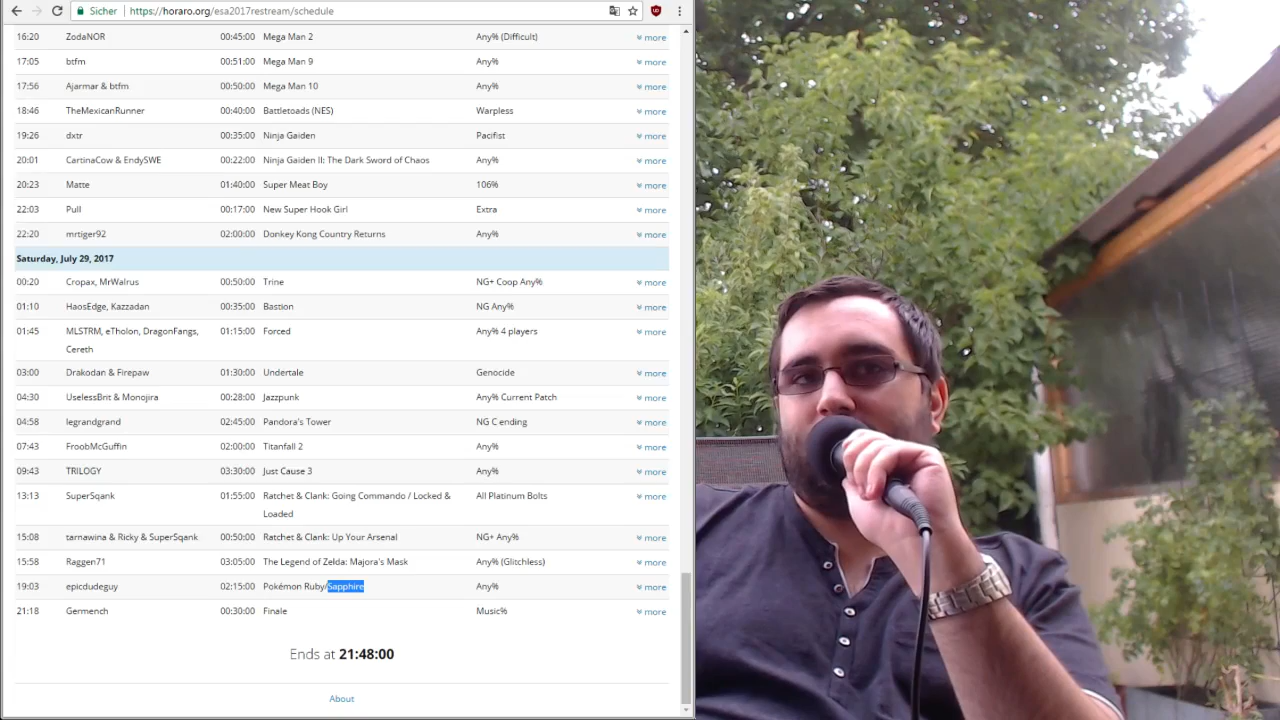 Sicher https://horaro.org/esa2017restream/schedule
16:20 ZodaNOR 00:45:00 Mega Man 2 Any% (Difficult) more
17:05 btfm 00:51:00 Mega Man 9 Any% more
17:56 Ajarmar & btfm 00:50:00 Mega Man 10 Any% more
18:46 TheMexicanRunner 00:40:00 Battletoads (NES) Warpless more
19:26 dxtr 00:35:00 Ninja Gaiden Pacifist more
20:01 CartinaCow & EndySWE 00:22:00 Ninja Gaiden II: The Dark Sword of Chaos Any% more
20:23 Matte 01:40:00 Super Meat Boy 106% more
22:03 Pull 00:17:00 New Super Hook Girl Extra more
22:20 mrtiger92 02:00:00 Donkey Kong Country Returns Any% more
Saturday, July 29, 2017
00:20 Cropax, MrWalrus 00:50:00 Trine NG+ Coop Any% more
01:10 HaosEdge, Kazzadan 00:35:00 Bastion NG Any% more
01:45 MLSTRM, eTholon, DragonFangs, 01:15:00 Forced Any% 4 players more
Cereth
03:00 Drakodan & Firepaw 01:30:00 Undertale Genocide more
04:30 UselessBrit & Monojira 00:28:00 Jazzpunk Any% Current Patch more
04:58 legrandgrand 02:45:00 Pandora's Tower NG C ending more
07:43 FroobMcGuffin 02:00:00 Titanfall 2 Any% more
09:43 TRILOGY 03:30:00 Just Cause 3 Any% more
13:13 SuperSqank 01:55:00 Ratchet & Clank: Going Commando / Locked & All Platinum Bolts more
Loaded
15:08 tarnawina & Ricky & SuperSqank 00:50:00 Ratchet & Clank: Up Your Arsenal NG+ Any% more
15:58 Raggen71 03:05:00 The Legend of Zelda: Majora's Mask Any% (Glitchless) more
19:03 epicdudeguy 02:15:00 Pokémon Ruby/Sapphire Any% more
21:18 Germench 00:30:00 Finale Music% more
Ends at 21:48:00
About